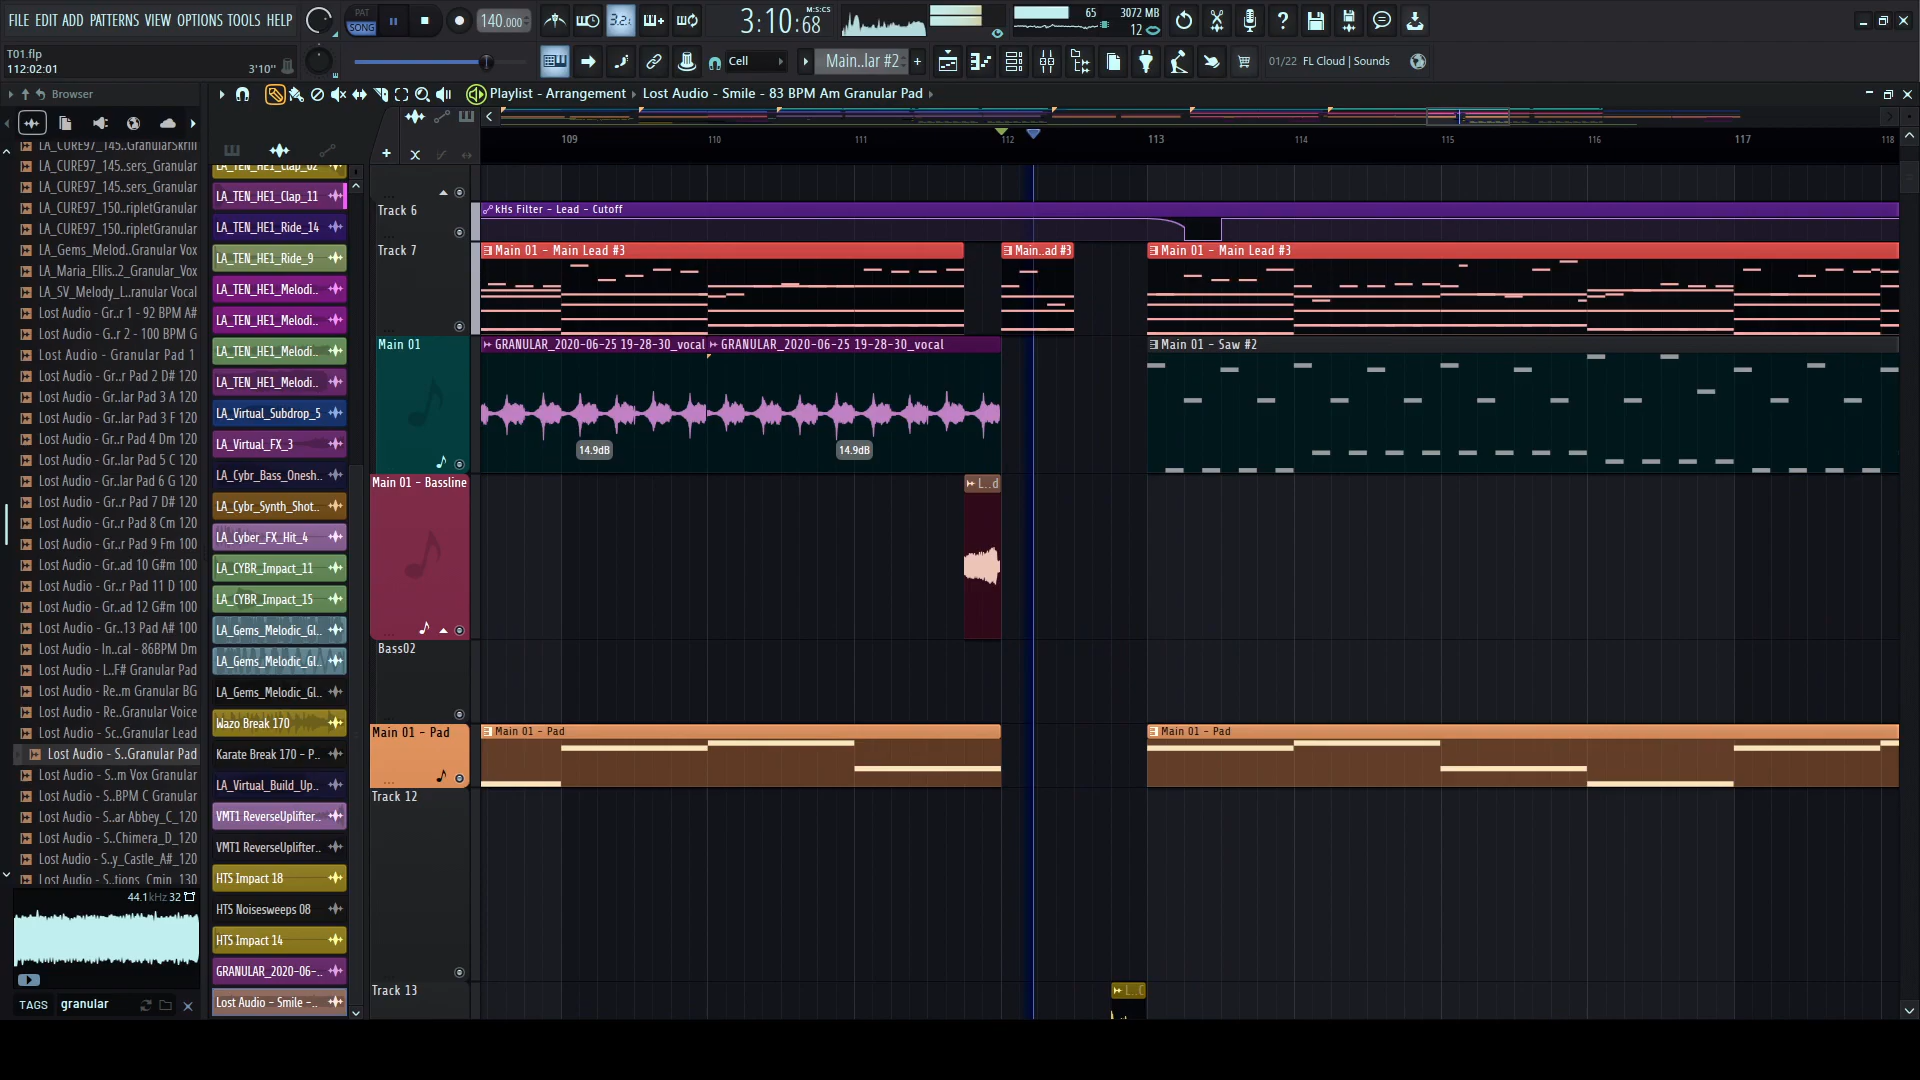 FILE EDIT ADD PATTERNS VIEW OPTIONS TOOLS HELP
PAT
SONG
140.000
3.2.
3:10:68
M:S:CS
65
3072 MB
12
T01.flp
112:02:01
3'10"
Cell
Main..lar #2
01/22 FL Cloud | Sounds
Browser
Playlist - Arrangement
Lost Audio - Smile - 83 BPM Am Granular Pad
109
110
111
112
113
114
115
116
117
118
LA_CURE97_145..GranularSkrill
LA_CURE97_145...sers_Granular
LA_CURE97_145...sers_Granular
LA_CURE97_150..ripletGranular
LA_CURE97_150..ripletGranular
LA_Gems_Melod..Granular Vox
LA_Maria_Ellis..2_Granular_Vox
LA_SV_Melody_L..ranular Vocal
Lost Audio - Gr..r 1 - 92 BPM A#
Lost Audio - G..r 2 - 100 BPM G
Lost Audio - Granular Pad 1
Lost Audio - Gr..r Pad 2 D# 120
Lost Audio - Gr..lar Pad 3 A 120
Lost Audio - Gr..lar Pad 3 F 120
Lost Audio - Gr..r Pad 4 Dm 120
Lost Audio - Gr..lar Pad 5 C 120
Lost Audio - Gr..lar Pad 6 G 120
Lost Audio - Gr..r Pad 7 D# 120
Lost Audio - Gr..r Pad 8 Cm 120
Lost Audio - Gr..r Pad 9 Fm 100
Lost Audio - Gr..ad 10 G#m 100
Lost Audio - Gr..r Pad 11 D 100
Lost Audio - Gr..ad 12 G#m 100
Lost Audio - Gr..13 Pad A# 100
Lost Audio - In..cal - 86BPM Dm
Lost Audio - L..F# Granular Pad
Lost Audio - Re..m Granular BG
Lost Audio - Re..Granular Voice
Lost Audio - Sc..Granular Lead
Lost Audio - S..Granular Pad
Lost Audio - S..m Vox Granular
Lost Audio - S..BPM C Granular
Lost Audio - S..ar Abbey_C_120
Lost Audio - S..Chimera_D_120
Lost Audio - S..y_Castle_A#_120
Lost Audio - S..tions_Cmin_130
44.1kHz 32
TAGS
granular
LA_TEN_HE1_Clap_02
LA_TEN_HE1_Clap_11
LA_TEN_HE1_Ride_14
LA_TEN_HE1_Ride_9
LA_TEN_HE1_Melodi..
LA_TEN_HE1_Melodi..
LA_TEN_HE1_Melodi..
LA_TEN_HE1_Melodi..
LA_Virtual_Subdrop_5
LA_Virtual_FX_3
LA_Cybr_Bass_Onesh..
LA_Cybr_Synth_Shot..
LA_Cyber_FX_Hit_4
LA_CYBR_Impact_11
LA_CYBR_Impact_15
LA_Gems_Melodic_Gl..
LA_Gems_Melodic_Gl..
LA_Gems_Melodic_Gl..
Wazo Break 170
Karate Break 170 - P..
LA_Virtual_Build_Up..
VMT1 ReverseUplifter..
VMT1 ReverseUplifter..
HTS Impact 18
HTS Noisesweeps 08
HTS Impact 14
GRANULAR_2020-06-..
Lost Audio - Smile -..
Track 6
kHs Filter - Lead - Cutoff
Track 7
Main 01 - Main Lead #3
Main..ad #3
Main 01 - Main Lead #3
Main 01
GRANULAR_2020-06-25 19-28-30_vocal
GRANULAR_2020-06-25 19-28-30_vocal
Main 01 - Saw #2
14.9dB
14.9dB
Main 01 - Bassline
L..d
Bass02
Main 01 - Pad
Main 01 - Pad
Main 01 - Pad
Track 12
Track 13
L..C